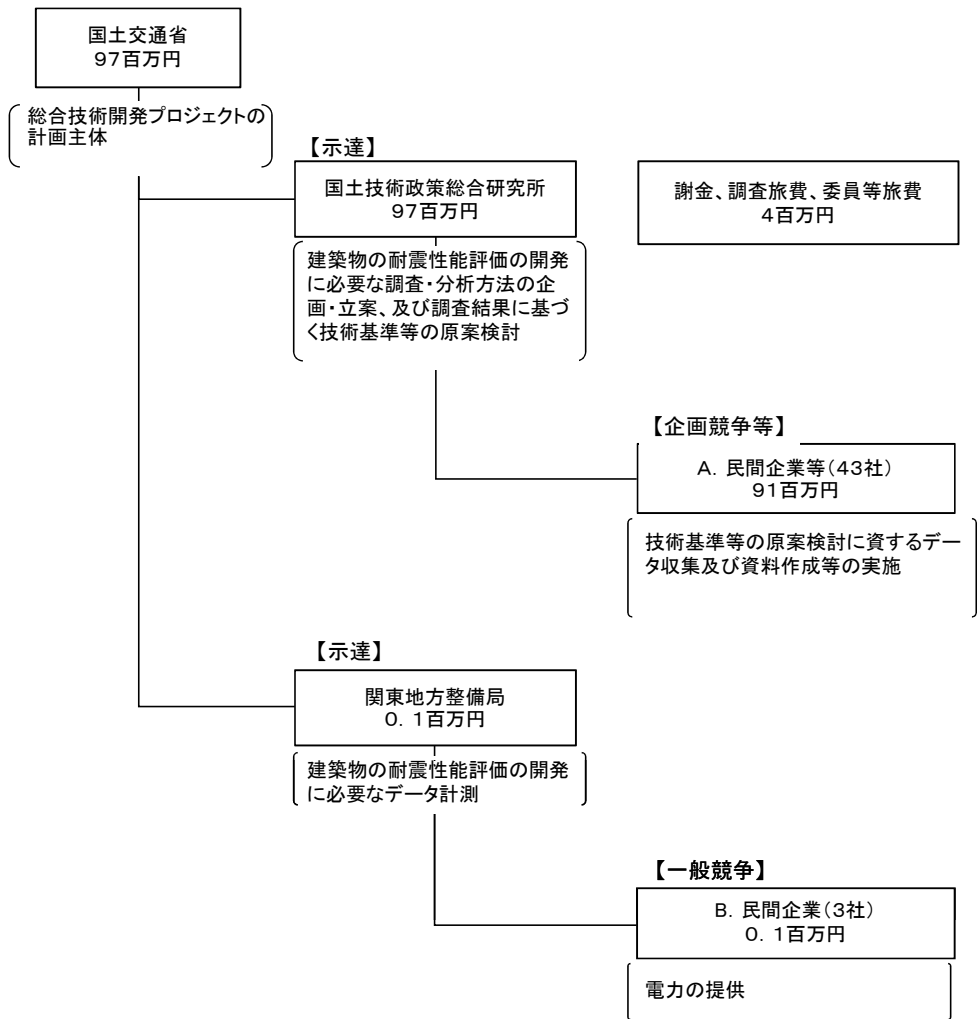 国土交通省
97百万円
総合技術開発プロジェクトの
計画主体
【示達】
国土技術政策総合研究所
97百万円
謝金、調査旅費、委員等旅費
4百万円
建築物の耐震性能評価の開発
に必要な調査・分析方法の企
画・立案、及び調査結果に基づ
く技術基準等の原案検討
【企画競争等】
A．民間企業等（43社）
91百万円
技術基準等の原案検討に資するデー
タ収集及び資料作成等の実施
【示達】
関東地方整備局
0．1百万円
建築物の耐震性能評価の開発
に必要なデータ計測
【一般競争】
B．民間企業（3社）
0．1百万円
電力の提供